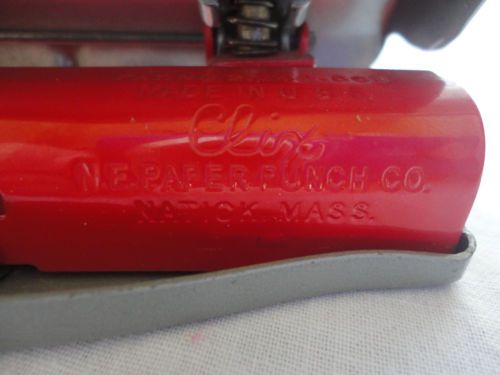 MADE IN U.S.A.
Clix
N.E. PAPER PUNCH CO.
NATICK, MASS.